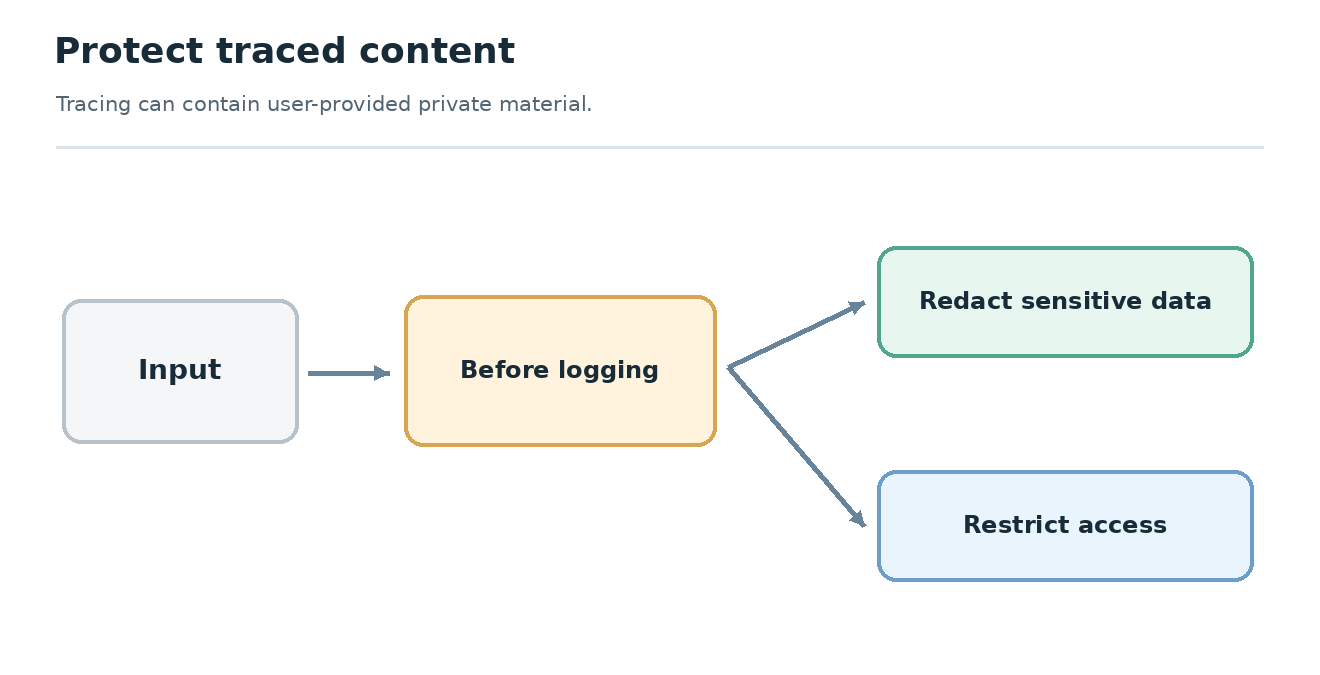 Protect traced content
Tracing can contain user-provided private material.
Input
Before logging
Redact sensitive data
Restrict access